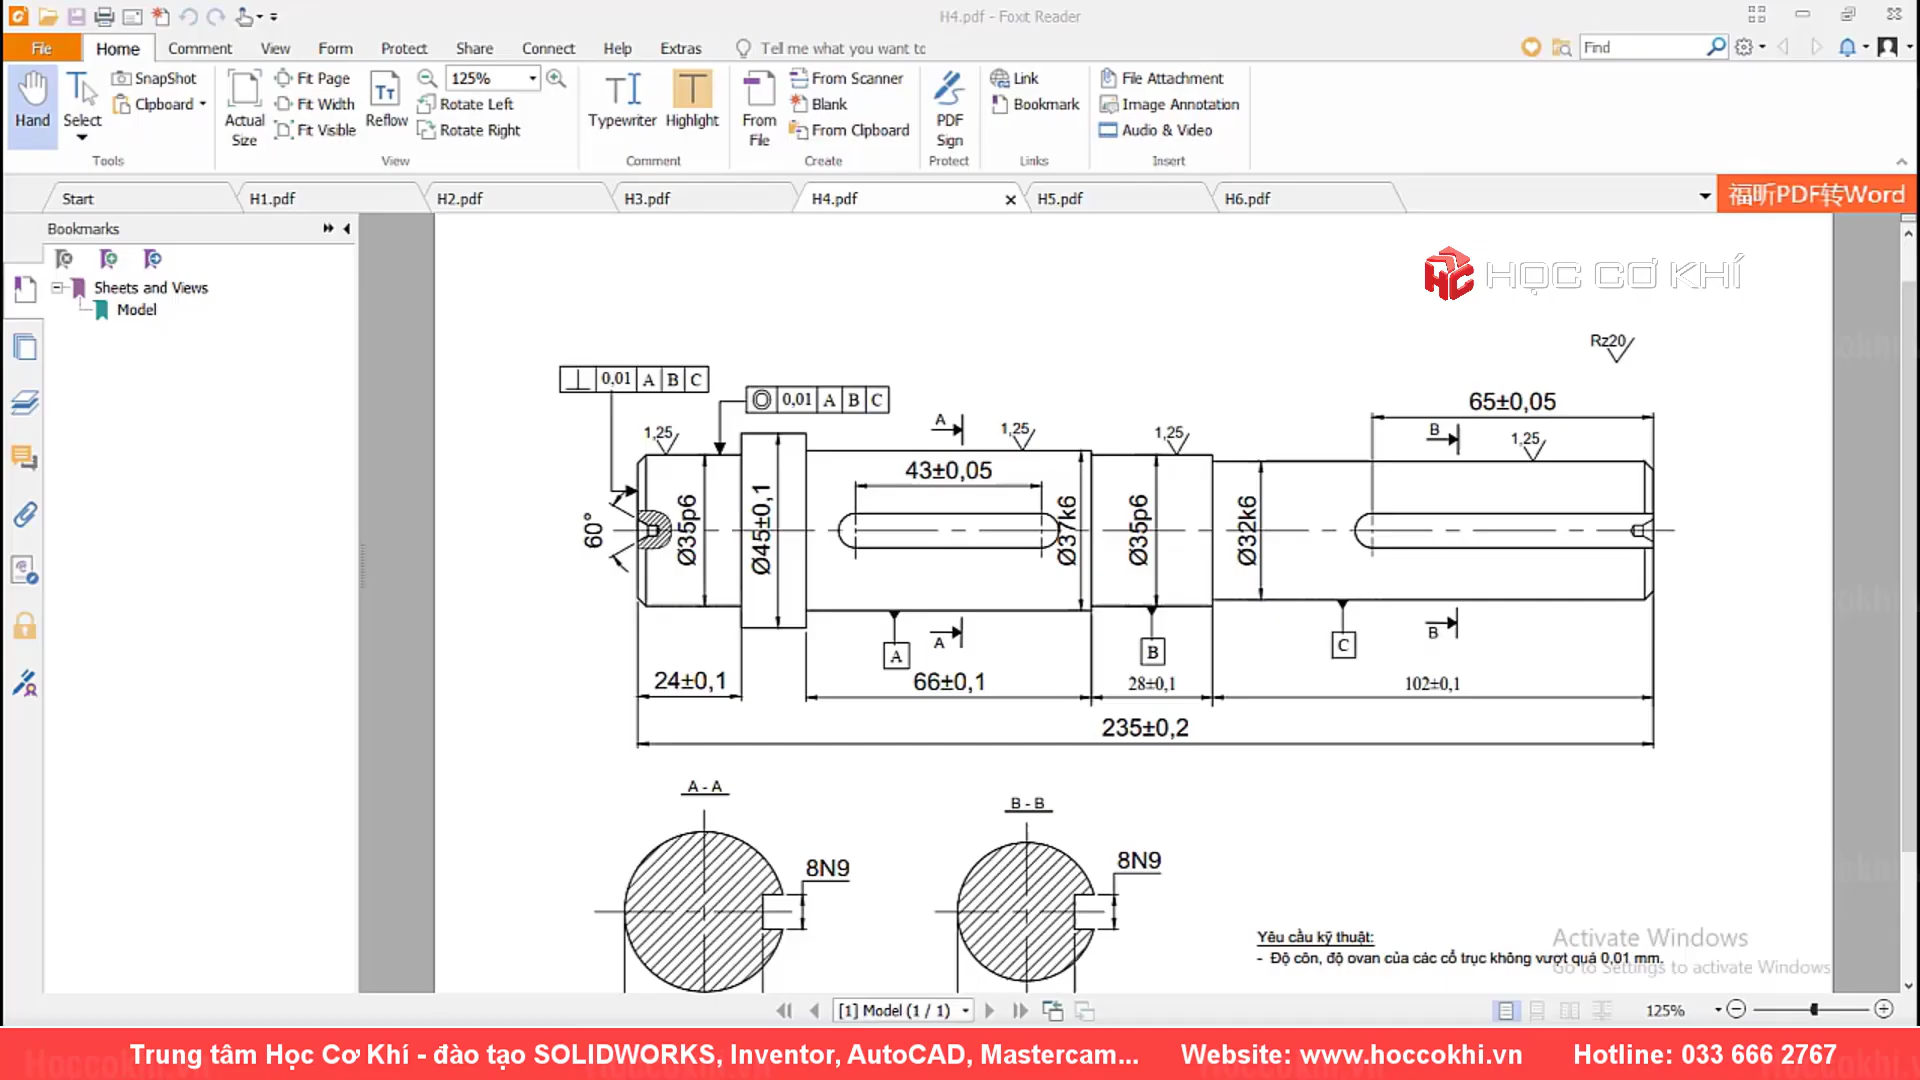 H4.pdf - Foxit Reader
File Home Comment View Form Protect Share Connect Help Extras Tell me what you want to Find
Hand
Select
SnapShot
Clipboard
Tools
Actual Size
Fit Page
Fit Width
Fit Visible
Reflow
125%
Rotate Left
Rotate Right
View
Typewriter
Highlight
Comment
From File
From Scanner
Blank
From Clipboard
Create
PDF Sign
Protect
Link
Bookmark
Links
File Attachment
Image Annotation
Audio & Video
Insert
Start H1.pdf H2.pdf H3.pdf H4.pdf H5.pdf H6.pdf
福昕PDF转Word
Bookmarks
Sheets and Views
Model
HỌC CƠ KHÍ
Rz20
⊥ 0,01 A B C
◎ 0,01 A B C
65±0,05
1,25
A
1,25
1,25
B
1,25
43±0,05
60°
Ø35p6
Ø45±0,1
Ø37k6
Ø35p6
Ø32k6
A
A
B
C
B
24±0,1
66±0,1
28±0,1
102±0,1
235±0,2
A - A
B - B
8N9
8N9
Yêu cầu kỹ thuật:
- Độ côn, độ ovan của các cổ trục không vượt quá 0,01 mm.
Activate Windows
Go to Settings to activate Windows
[1] Model (1 / 1)
125%
Trung tâm Học Cơ Khí - đào tạo SOLIDWORKS, Inventor, AutoCAD, Mastercam... Website: www.hoccokhi.vn Hotline: 033 666 2767